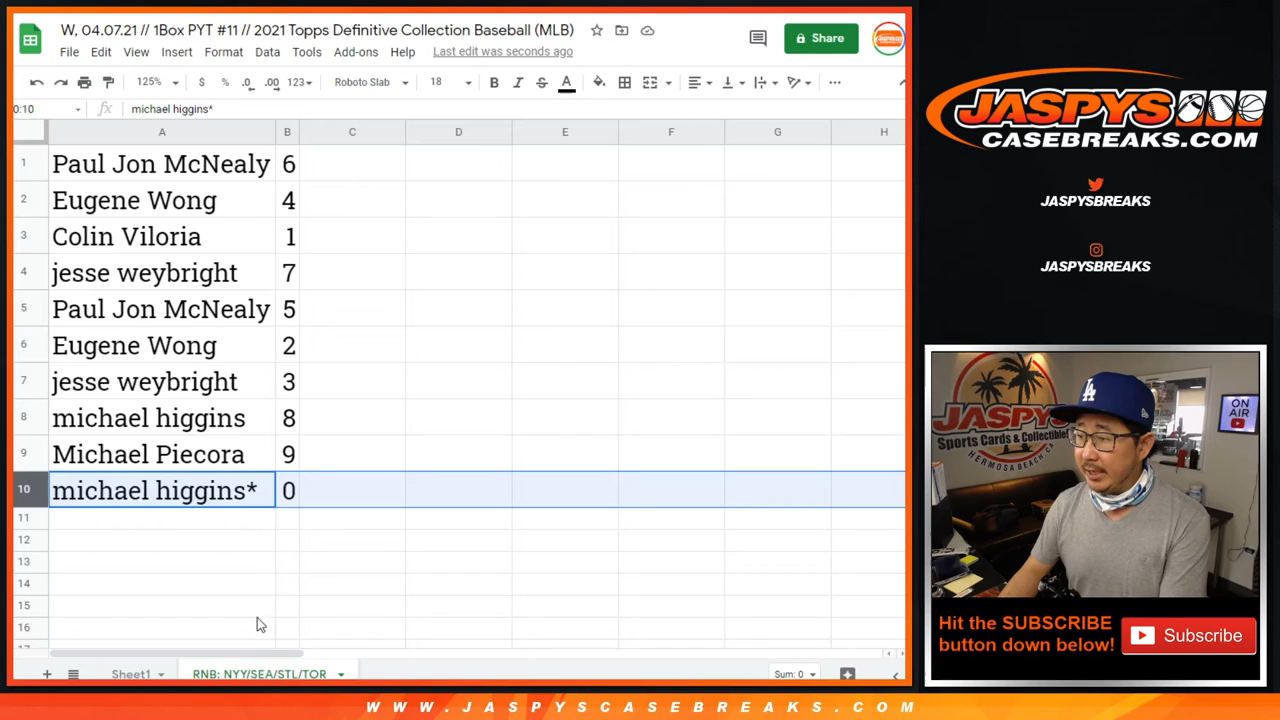 W, 04.07.21 // 1Box PYT #11 // 2021 Topps Definitive Collection Baseball (MLB)
File Edit View Insert Format Data Tools Add-ons Help Last edit was seconds ago
Share
125% $ % .0 .00 123 Roboto Slab 18 B I S A
0:10 fx michael higgins*
A B C D E F G H
1 Paul Jon McNealy 6
2 Eugene Wong 4
3 Colin Viloria 1
4 jesse weybright 7
5 Paul Jon McNealy 5
6 Eugene Wong 2
7 jesse weybright 3
8 michael higgins 8
9 Michael Piecora 9
10 michael higgins* 0
11
12
13
14
15
16
17
Sheet1 RNB: NYY/SEA/STL/TOR Sum: 0
JASPYS
CASEBREAKS.COM
JASPYSBREAKS
JASPYSBREAKS
JASPYS
Sports Cards & Collectibles
HERMOSA BEACH, CA
ON AIR
LA
Hit the SUBSCRIBE
button down below!
Subscribe
WWW.JASPYSCASEBREAKS.COM